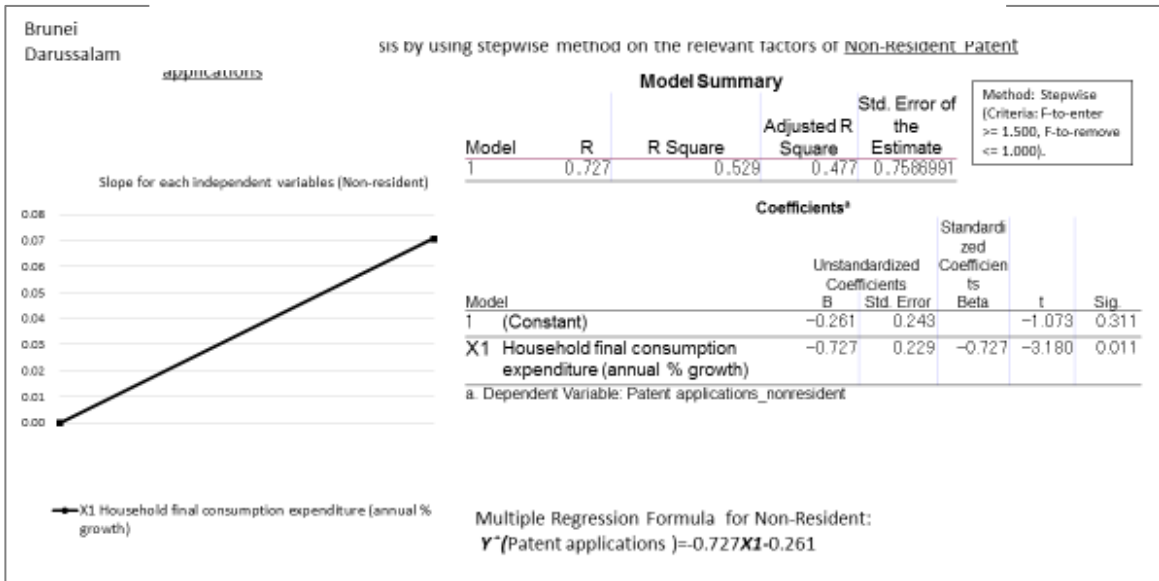 Brunei
Darussalam
sis by using stepwise method on the relevant factors of Non-Resident Patent
applications
Model Summary
Model R R Square Adjusted R Square Std. Error of the Estimate
1 0.727 0.529 0.477 0.7586991
Method: Stepwise
(Criteria: F-to-enter
>= 1.500, F-to-remove
<= 1.000).
Slope for each independent variables (Non-resident)
0.08
0.07
0.06
0.05
0.04
0.03
0.02
0.01
0.00
X1 Household final consumption expenditure (annual %
growth)
Coefficientsª
Model Unstandardized Coefficients Standardi zed Coefficien ts t Sig.
B Std. Error Beta
1 (Constant) −0.261 0.243 −1.073 0.311
X1 Household final consumption −0.727 0.229 −0.727 −3.180 0.011
expenditure (annual % growth)
a. Dependent Variable: Patent applications_nonresident
Multiple Regression Formula for Non-Resident:
Yˆ(Patent applications )=-0.727X1-0.261